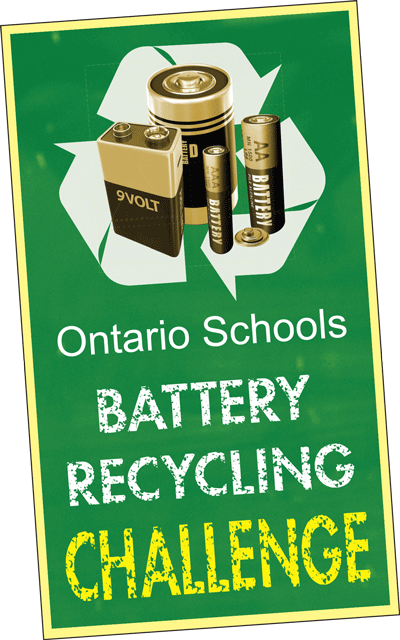 BATTERY
D
9VOLT
AAA
BATTERY
AA
BATTERY
Ontario Schools
BATTERY
RECYCLING
CHALLENGE